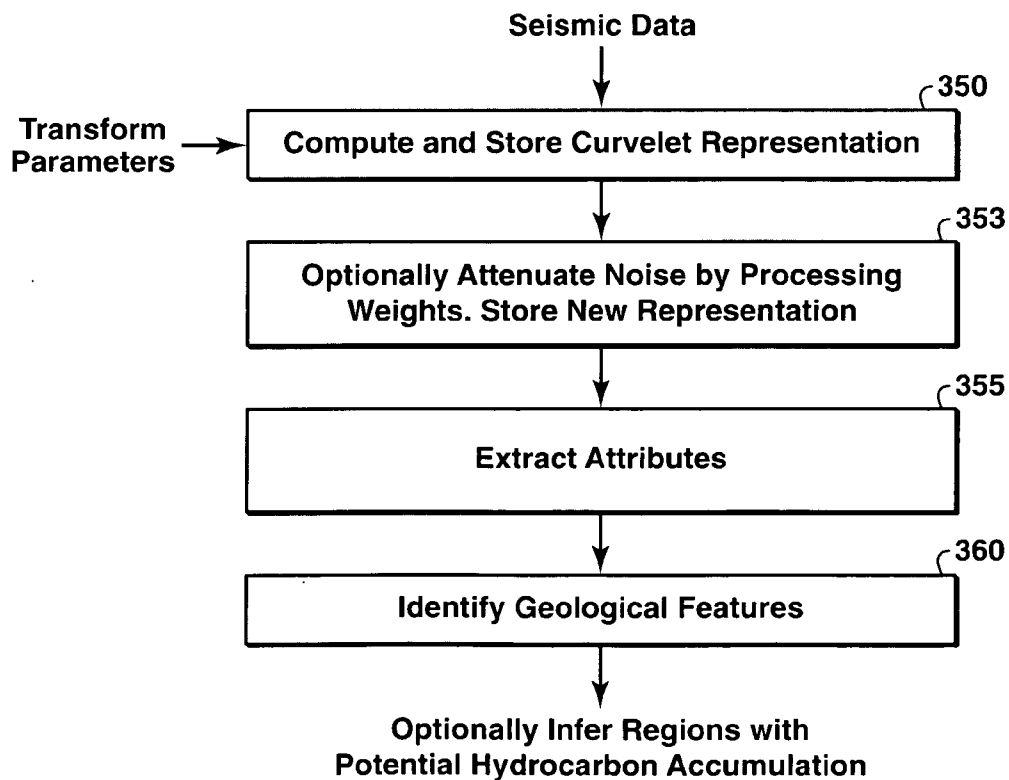 Seismic Data
350
Transform
Parameters
Compute and Store Curvelet Representation
353
Optionally Attenuate Noise by Processing
Weights. Store New Representation
355
Extract Attributes
360
Identify Geological Features
Optionally Infer Regions with
Potential Hydrocarbon Accumulation